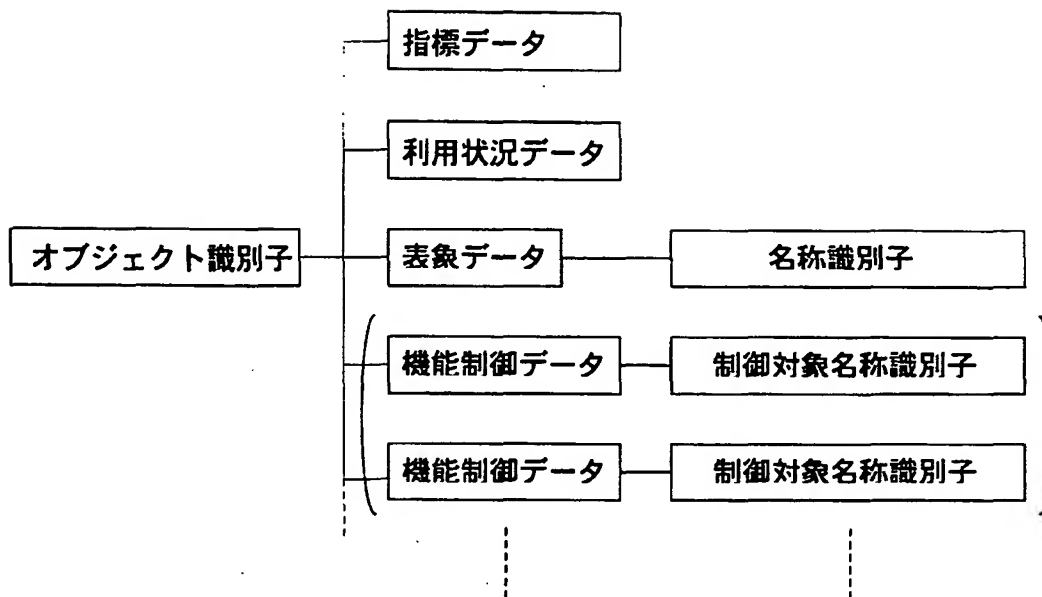 指標データ
利用状況データ
オブジェクト識別子
表象データ
名称識別子
機能制御データ
制御対象名称識別子
機能制御データ
制御対象名称識別子